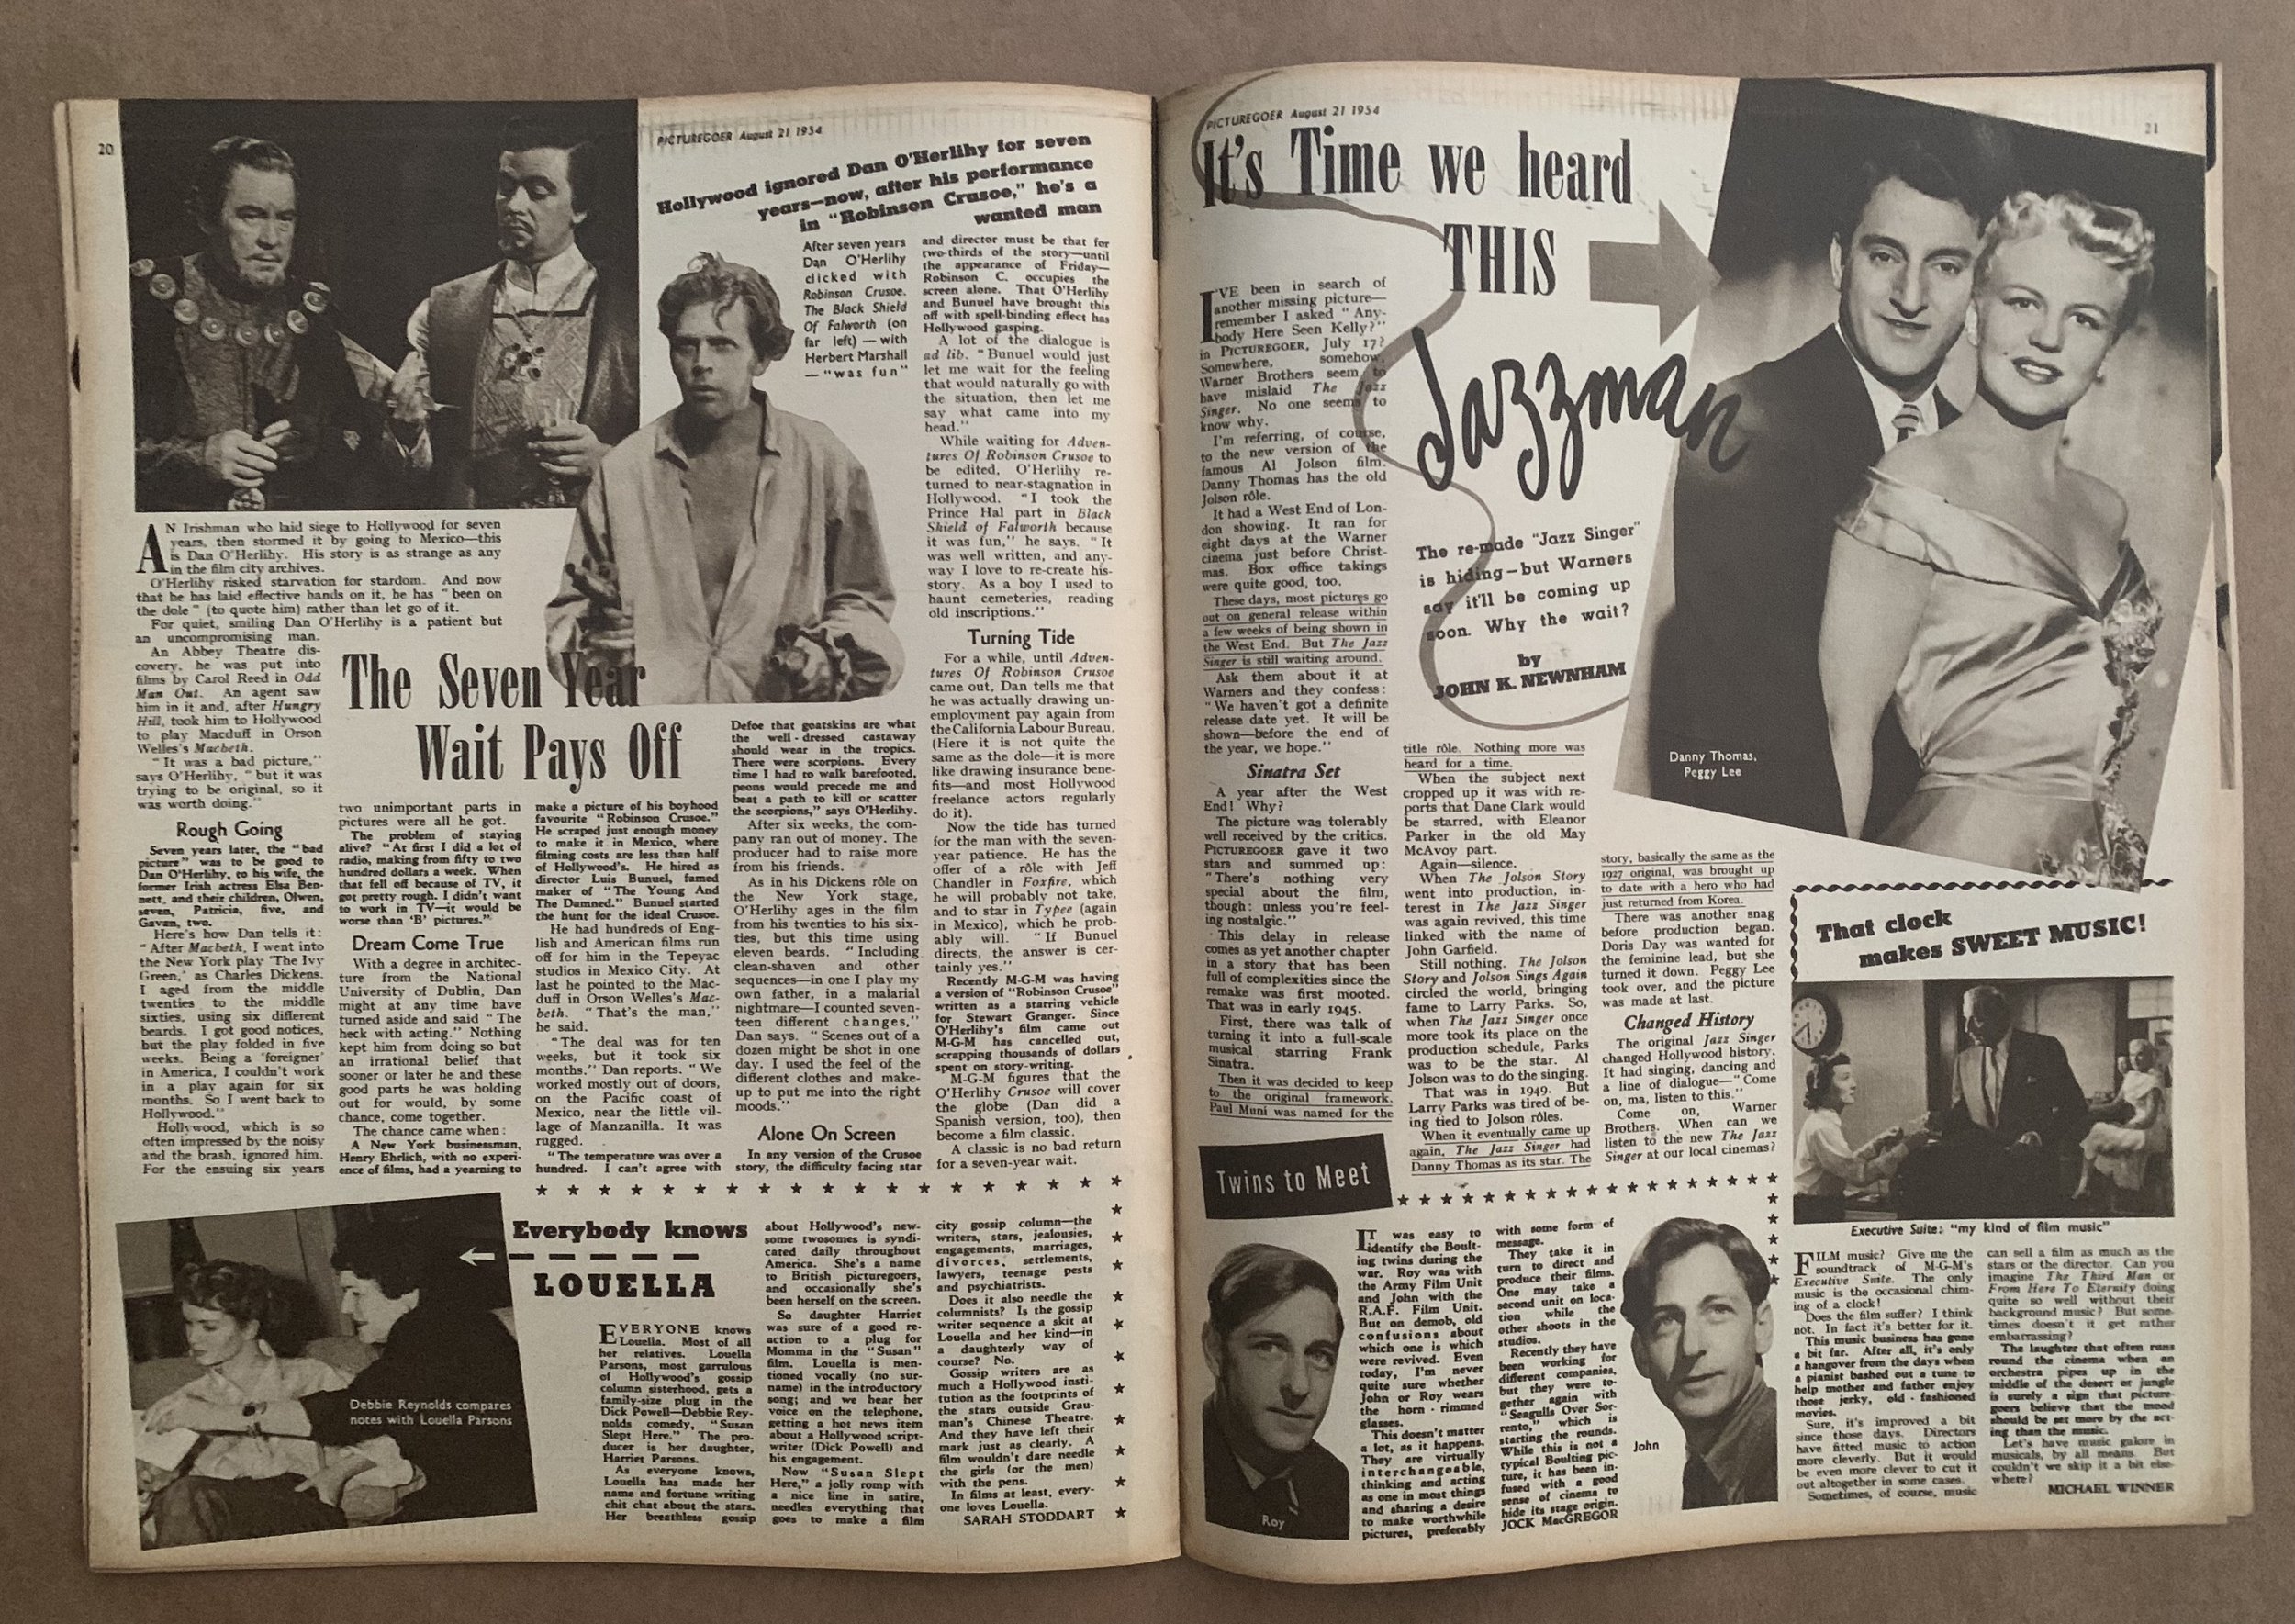 20
PICTUREGOER August 21 1954
Hollywood ignored Dan O'Herlihy for seven
years—now, after his performance
in "Robinson Crusoe," he's a
wanted man
After seven years
Dan O'Herlihy
clicked with
Robinson Crusoe.
The Black Shield
Of Falworth (on
far left) — with
Herbert Marshall
— "was fun"
AN Irishman who laid siege to Hollywood for seven
years, then stormed it by going to Mexico—this
is Dan O'Herlihy. His story is as strange as any
in the film city archives.
O'Herlihy risked starvation for stardom. And now
that he has laid effective hands on it, he has "been on
the dole" (to quote him) rather than let go of it.
For quiet, smiling Dan O'Herlihy is a patient but
an uncompromising man.
An Abbey Theatre dis-
covery, he was put into
films by Carol Reed in Odd
Man Out. An agent saw
him in it and, after Hungry
Hill, took him to Hollywood
to play Macduff in Orson
Welles's Macbeth.
"It was a bad picture,"
says O'Herlihy, "but it was
trying to be original, so it
was worth doing."
The Seven Year
Wait Pays Off
Rough Going
Seven years later, the "bad
picture" was to be good to
Dan O'Herlihy, to his wife, the
former Irish actress Elsa Ben-
nett, and their children, Olwen,
seven, Patricia, five, and
Gavan, two.
Here's how Dan tells it:
"After Macbeth, I went into
the New York play 'The Ivy
Green,' as Charles Dickens.
I aged from the middle
twenties to the middle
sixties, using six different
beards. I got good notices,
but the play folded in five
weeks. Being a 'foreigner'
in America, I couldn't work
in a play again for six
months. So I went back to
Hollywood."
Hollywood, which is so
often impressed by the noisy
and the brash, ignored him.
For the ensuing six years
two unimportant parts in
pictures were all he got.
The problem of staying
alive? "At first I did a lot of
radio, making from fifty to two
hundred dollars a week. When
that fell off because of TV, it
got pretty rough. I didn't want
to work in TV—it would be
worse than 'B' pictures."
Dream Come True
With a degree in architec-
ture from the National
University of Dublin, Dan
might at any time have
turned aside and said "The
heck with acting." Nothing
kept him from doing so but
an irrational belief that
sooner or later he and these
good parts he was holding
out for would, by some
chance, come together.
The chance came when:
A New York businessman,
Henry Ehrlich, with no experi-
ence of films, had a yearning to
make a picture of his boyhood
favourite "Robinson Crusoe."
He scraped just enough money
to make it in Mexico, where
filming costs are less than half
of Hollywood's. He hired as
director Luis Bunuel, famed
maker of "The Young And
The Damned." Bunuel started
the hunt for the ideal Crusoe.
He had hundreds of Eng-
lish and American films run
off for him in the Tepeyac
studios in Mexico City. At
last he pointed to the Mac-
duff in Orson Welles's Mac-
beth. "That's the man,"
he said.
"The deal was for ten
weeks, but it took six
months." Dan reports. "We
worked mostly out of doors,
on the Pacific coast of
Mexico, near the little vil-
lage of Manzanilla. It was
rugged.
"The temperature was over a
hundred. I can't agree with
Defoe that goatskins are what
the well-dressed castaway
should wear in the tropics.
There were scorpions. Every
time I had to walk barefooted,
peons would precede me and
beat a path to kill or scatter
the scorpions," says O'Herlihy.
After six weeks, the com-
pany ran out of money. The
producer had to raise more
from his friends.
As in his Dickens rôle on
the New York stage,
O'Herlihy ages in the film
from his twenties to his six-
ties, but this time using
eleven beards. "Including
clean-shaven and other
sequences—in one I play my
own father, in a malarial
nightmare—I counted seven-
teen different changes,"
Dan says. "Scenes out of a
dozen might be shot in one
day. I used the feel of the
different clothes and make-
up to put me into the right
moods."
Alone On Screen
In any version of the Crusoe
story, the difficulty facing star
and director must be that for
two-thirds of the story—until
the appearance of Friday—
Robinson C. occupies the
screen alone. That O'Herlihy
and Bunuel have brought this
off with spell-binding effect has
Hollywood gasping.
A lot of the dialogue is
ad lib. "Bunuel would just
let me wait for the feeling
that would naturally go with
the situation, then let me
say what came into my
head."
While waiting for Adven-
tures Of Robinson Crusoe to
be edited, O'Herlihy re-
turned to near-stagnation in
Hollywood. "I took the
Prince Hal part in Black
Shield of Falworth because
it was fun," he says. "It
was well written, and any-
way I love to re-create his-
story. As a boy I used to
haunt cemeteries, reading
old inscriptions."
Turning Tide
For a while, until Adven-
tures Of Robinson Crusoe
came out, Dan tells me that
he was actually drawing un-
employment pay again from
the California Labour Bureau.
(Here it is not quite the
same as the dole—it is more
like drawing insurance bene-
fits—and most Hollywood
freelance actors regularly
do it).
Now the tide has turned
for the man with the seven-
year patience. He has the
offer of a rôle with Jeff
Chandler in Foxfire, which
he will probably not take,
and to star in Typee (again
in Mexico), which he prob-
ably will. "If Bunuel
directs, the answer is cer-
tainly yes."
Recently M-G-M was having
a version of "Robinson Crusoe"
written as a starring vehicle
for Stewart Granger. Since
O'Herlihy's film came out
M-G-M has cancelled out,
scrapping thousands of dollars
spent on story-writing.
M-G-M figures that the
O'Herlihy Crusoe will cover
the globe (Dan did a
Spanish version, too), then
become a film classic.
A classic is no bad return
for a seven-year wait.
Debbie Reynolds compares
notes with Louella Parsons
Everybody knows
LOUELLA
EVERYONE knows
Louella. Most of all
her relatives. Louella
Parsons, most garrulous
of Hollywood's gossip
column sisterhood, gets a
family-size plug in the
Dick Powell—Debbie Rey-
nolds comedy, "Susan
Slept Here." The pro-
ducer is her daughter,
Harriet Parsons.
As everyone knows,
Louella has made her
name and fortune writing
chit chat about the stars.
Her breathless gossip
about Hollywood's new-
some twosomes is syndi-
cated daily throughout
America. She's a name
to British picturegoers,
and occasionally she's
been herself on the screen.
So daughter Harriet
was sure of a good re-
action to a plug for
Momma in the "Susan"
film. Louella is men-
tioned vocally (no sur-
name) in the introductory
song; and we hear her
voice on the telephone,
getting a hot news item
about a Hollywood script-
writer (Dick Powell) and
his engagement.
Now "Susan Slept
Here," a jolly romp with
a nice line in satire,
needles everything that
goes to make a film
city gossip column—the
writers, stars, jealousies,
engagements, marriages,
divorces, settlements,
lawyers, teenage pests
and psychiatrists.
Does it also needle the
columnists? Is the gossip
writer sequence a skit at
Louella and her kind—in
a daughterly way of
course? No.
Gossip writers are as
much a Hollywood insti-
tution as the footprints of
the stars outside Grau-
man's Chinese Theatre.
And they have left their
mark just as clearly. A
film wouldn't dare needle
the girls (or the men)
with the pens.
In films at least, every-
one loves Louella.
SARAH STODDART
PICTUREGOER August 21 1954
21
It's Time we heard
THIS
Jazzman
The re-made "Jazz Singer"
is hiding—but Warners
say it'll be coming up
soon. Why the wait?
by
JOHN K. NEWNHAM
Danny Thomas,
Peggy Lee
I'VE been in search of
another missing picture—
remember I asked "Any-
body Here Seen Kelly?"
in PICTUREGOER, July 17?
Somewhere, somehow,
Warner Brothers seem to
have mislaid The Jazz
Singer. No one seems to
know why.
I'm referring, of course,
to the new version of the
famous Al Jolson film.
Danny Thomas has the old
Jolson rôle.
It had a West End of Lon-
don showing. It ran for
eight days at the Warner
cinema just before Christ-
mas. Box office takings
were quite good, too.
These days, most pictures go
out on general release within
a few weeks of being shown in
the West End. But The Jazz
Singer is still waiting around.
Ask them about it at
Warners and they confess:
"We haven't got a definite
release date yet. It will be
shown—before the end of
the year, we hope."
Sinatra Set
A year after the West
End! Why?
The picture was tolerably
well received by the critics.
PICTUREGOER gave it two
stars and summed up:
"There's nothing very
special about the film,
though: unless you're feel-
ing nostalgic."
This delay in release
comes as yet another chapter
in a story that has been
full of complexities since the
remake was first mooted.
That was in early 1945.
First, there was talk of
turning it into a full-scale
musical starring Frank
Sinatra.
Then it was decided to keep
to the original framework.
Paul Muni was named for the
title rôle. Nothing more was
heard for a time.
When the subject next
cropped up it was with re-
ports that Dane Clark would
be starred, with Eleanor
Parker in the old May
McAvoy part.
Again—silence.
When The Jolson Story
went into production, in-
terest in The Jazz Singer
was again revived, this time
linked with the name of
John Garfield.
Still nothing. The Jolson
Story and Jolson Sings Again
circled the world, bringing
fame to Larry Parks. So,
when The Jazz Singer once
more took its place on the
production schedule, Parks
was to be the star. Al
Jolson was to do the singing.
That was in 1949. But
Larry Parks was tired of be-
ing tied to Jolson rôles.
When it eventually came up
again, The Jazz Singer had
Danny Thomas as its star. The
story, basically the same as the
1927 original, was brought up
to date with a hero who had
just returned from Korea.
There was another snag
before production began.
Doris Day was wanted for
the feminine lead, but she
turned it down. Peggy Lee
took over, and the picture
was made at last.
Changed History
The original Jazz Singer
changed Hollywood history.
It had singing, dancing and
a line of dialogue—"Come
on, ma, listen to this."
Come on, Warner
Brothers. When can we
listen to the new The Jazz
Singer at our local cinemas?
Twins to Meet
Roy
IT was easy to
identify the Boult-
ing twins during the
war. Roy was with
the Army Film Unit
and John with the
R.A.F. Film Unit.
But on demob, old
confusions about
which one is which
were revived. Even
today, I'm never
quite sure whether
John or Roy wears
the horn-rimmed
glasses.
This doesn't matter
a lot, as it happens.
They are virtually
interchangeable,
thinking and acting
as one in most things
and sharing a desire
to make worthwhile
pictures, preferably
with some form of
message.
They take it in
turn to direct and
produce their films.
One may take a
second unit on loca-
tion while the
other shoots in the
studios.
Recently they have
been working for
different companies,
but they were to-
gether again with
"Seagulls Over Sor-
rento," which is
starting the rounds.
While this is not a
typical Boulting pic-
ture, it has been in-
fused with a good
sense of cinema to
hide its stage origin.
JOCK MacGREGOR
John
That clock
makes SWEET MUSIC!
Executive Suite: "my kind of film music"
FILM music? Give me the
soundtrack of M-G-M's
Executive Suite. The only
music is the occasional chim-
ing of a clock!
Does the film suffer? I think
not. In fact it's better for it.
This music business has gone
a bit far. After all, it's only
a hangover from the days when
a pianist bashed out a tune to
help mother and father enjoy
those jerky, old-fashioned
movies.
Sure, it's improved a bit
since those days. Directors
have fitted music to action
more cleverly. But it would
be even more clever to cut it
out altogether in some cases.
Sometimes, of course, music
can sell a film as much as the
stars or the director. Can you
imagine The Third Man or
From Here To Eternity doing
quite so well without their
background music? But some-
times doesn't it get rather
embarrassing?
The laughter that often runs
round the cinema when an
orchestra pipes up in the
middle of the desert or jungle
is surely a sign that picture-
goers believe that the mood
should be set more by the act-
ing than the music.
Let's have music galore in
musicals, by all means. But
couldn't we skip it a bit else-
where?
MICHAEL WINNER